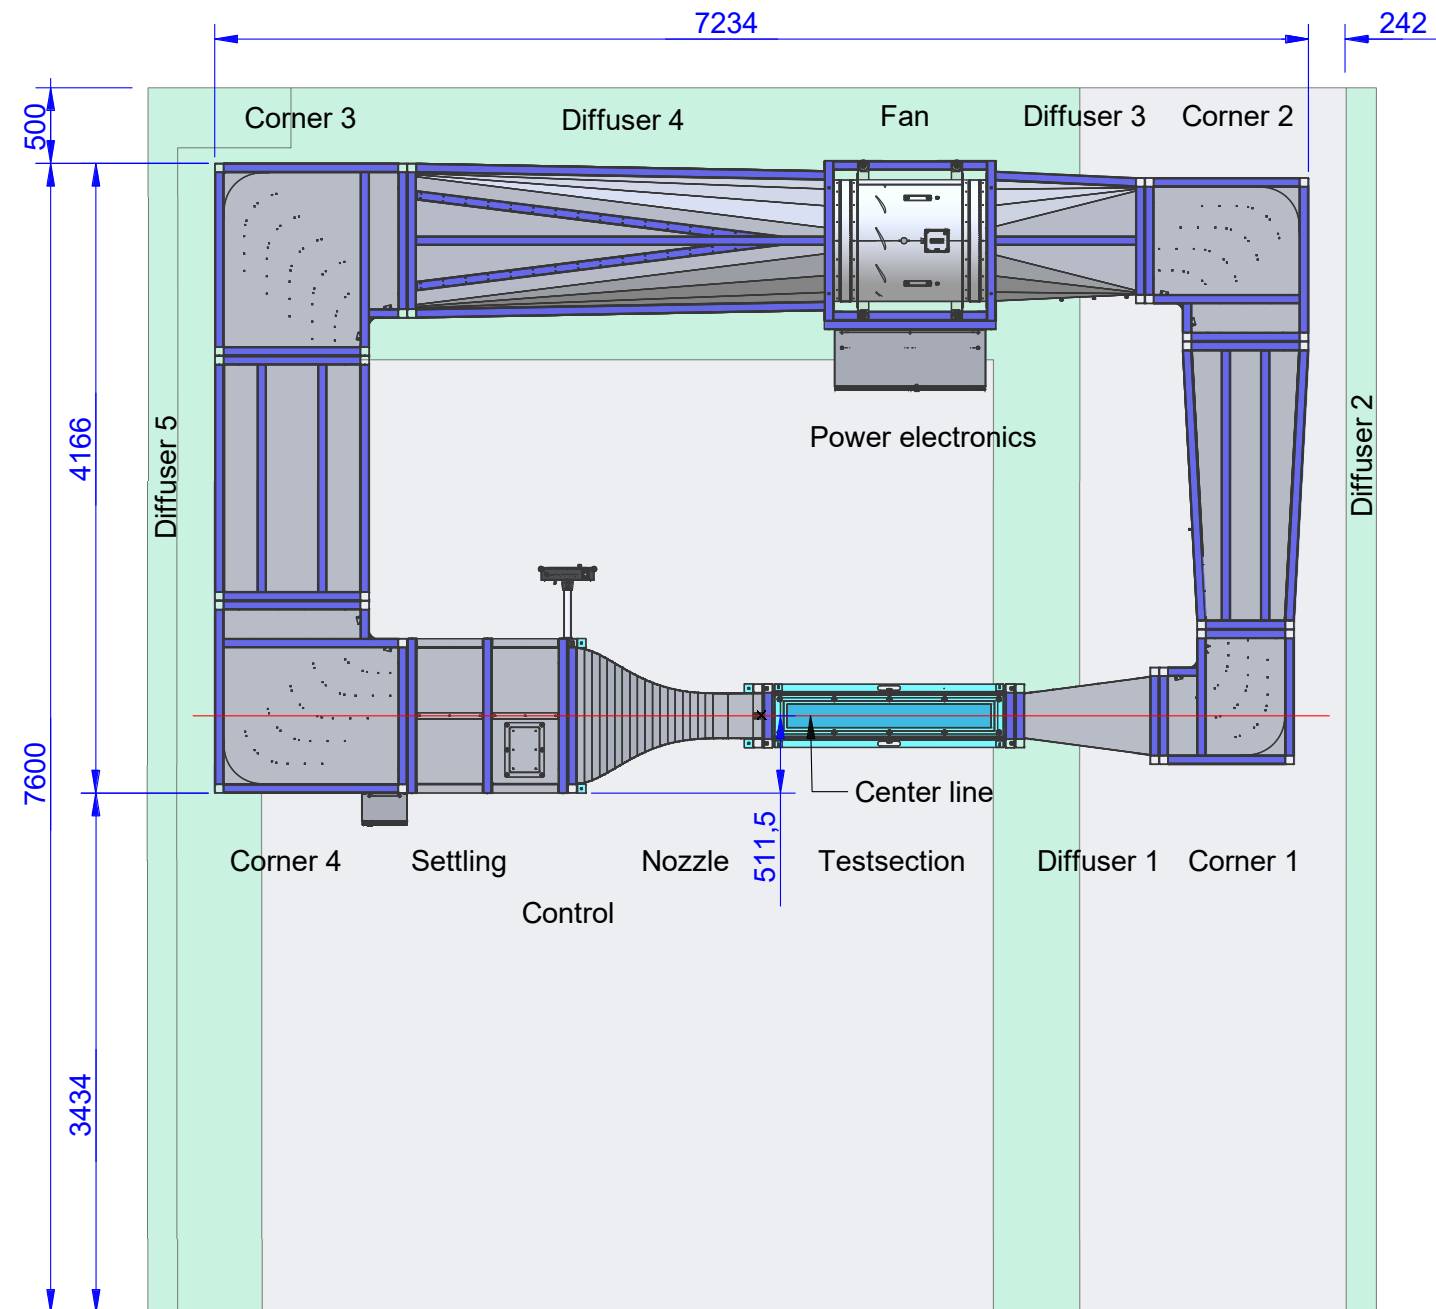 7234
242
500
Corner 3
Diffuser 4
Fan
Diffuser 3
Corner 2
Power electronics
4166
Diffuser 5
Diffuser 2
7600
Center line
511,5
Corner 4
Settling
Nozzle
Testsection
Diffuser 1
Corner 1
Control
3434